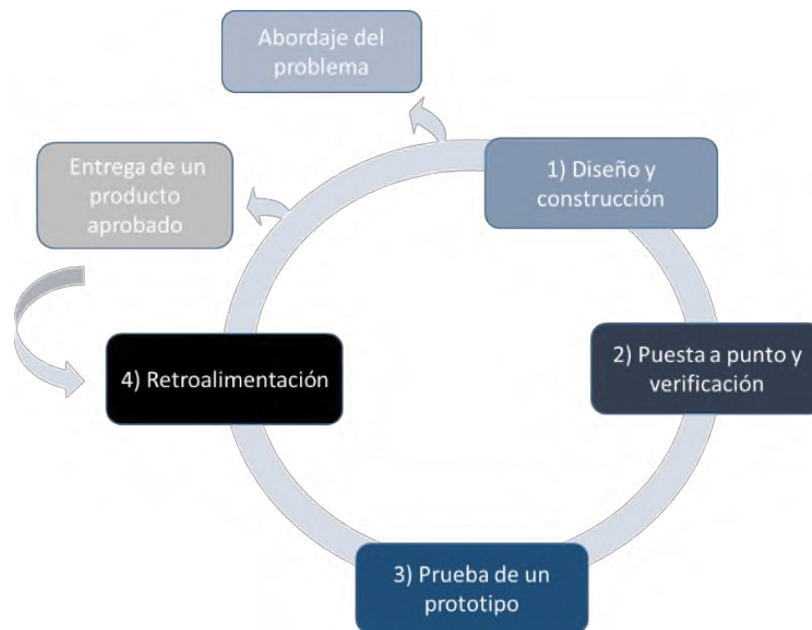 Abordaje del
problema
Entrega de un
producto
aprobado
1) Diseño y
construcción
2) Puesta a punto y
verificación
3) Prueba de un
prototipo
4) Retroalimentación